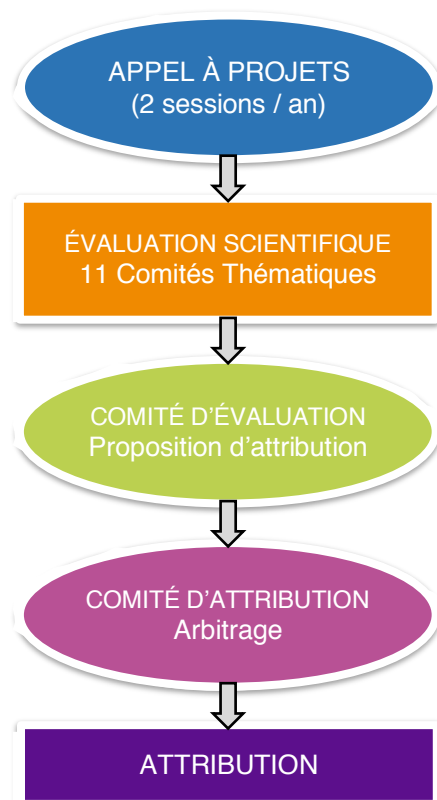 APPEL À PROJETS
(2 sessions / an)
ÉVALUATION SCIENTIFIQUE
11 Comités Thématiques
COMITÉ D'ÉVALUATION
Proposition d'attribution
COMITÉ D'ATTRIBUTION
Arbitrage
ATTRIBUTION